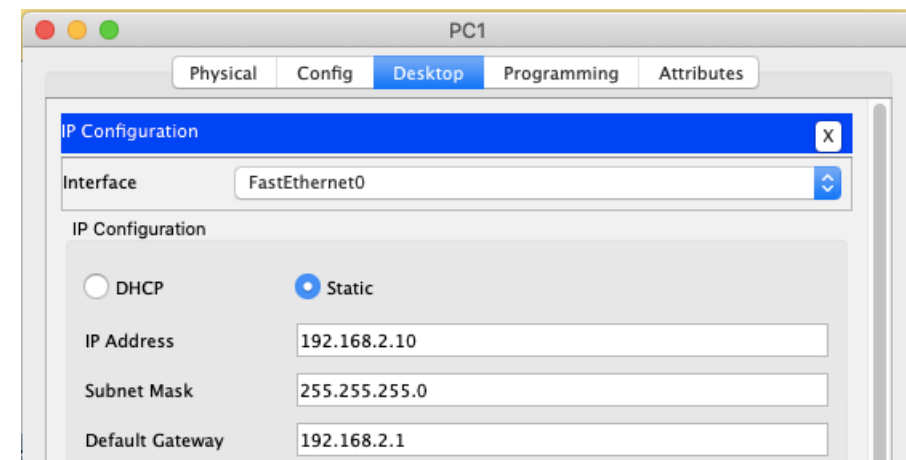 PC1
Physical Config Desktop Programming Attributes
IP Configuration X
Interface FastEthernet0
IP Configuration
DHCP Static
IP Address 192.168.2.10
Subnet Mask 255.255.255.0
Default Gateway 192.168.2.1